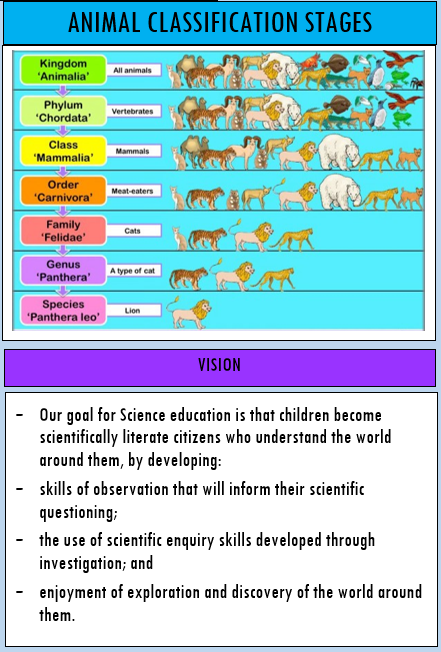 ANIMAL CLASSIFICATION STAGES
Kingdom
‘Animalia’
All animals
Phylum
‘Chordata’
Vertebrates
Class
‘Mammalia’
Mammals
Order
‘Carnivora’
Meat-eaters
Family
‘Felidae’
Cats
Genus
‘Panthera’
A type of cat
Species
‘Panthera leo’
Lion
VISION
– Our goal for Science education is that children become
scientifically literate citizens who understand the world
around them, by developing:
– skills of observation that will inform their scientific
questioning;
– the use of scientific enquiry skills developed through
investigation; and
– enjoyment of exploration and discovery of the world around
them.